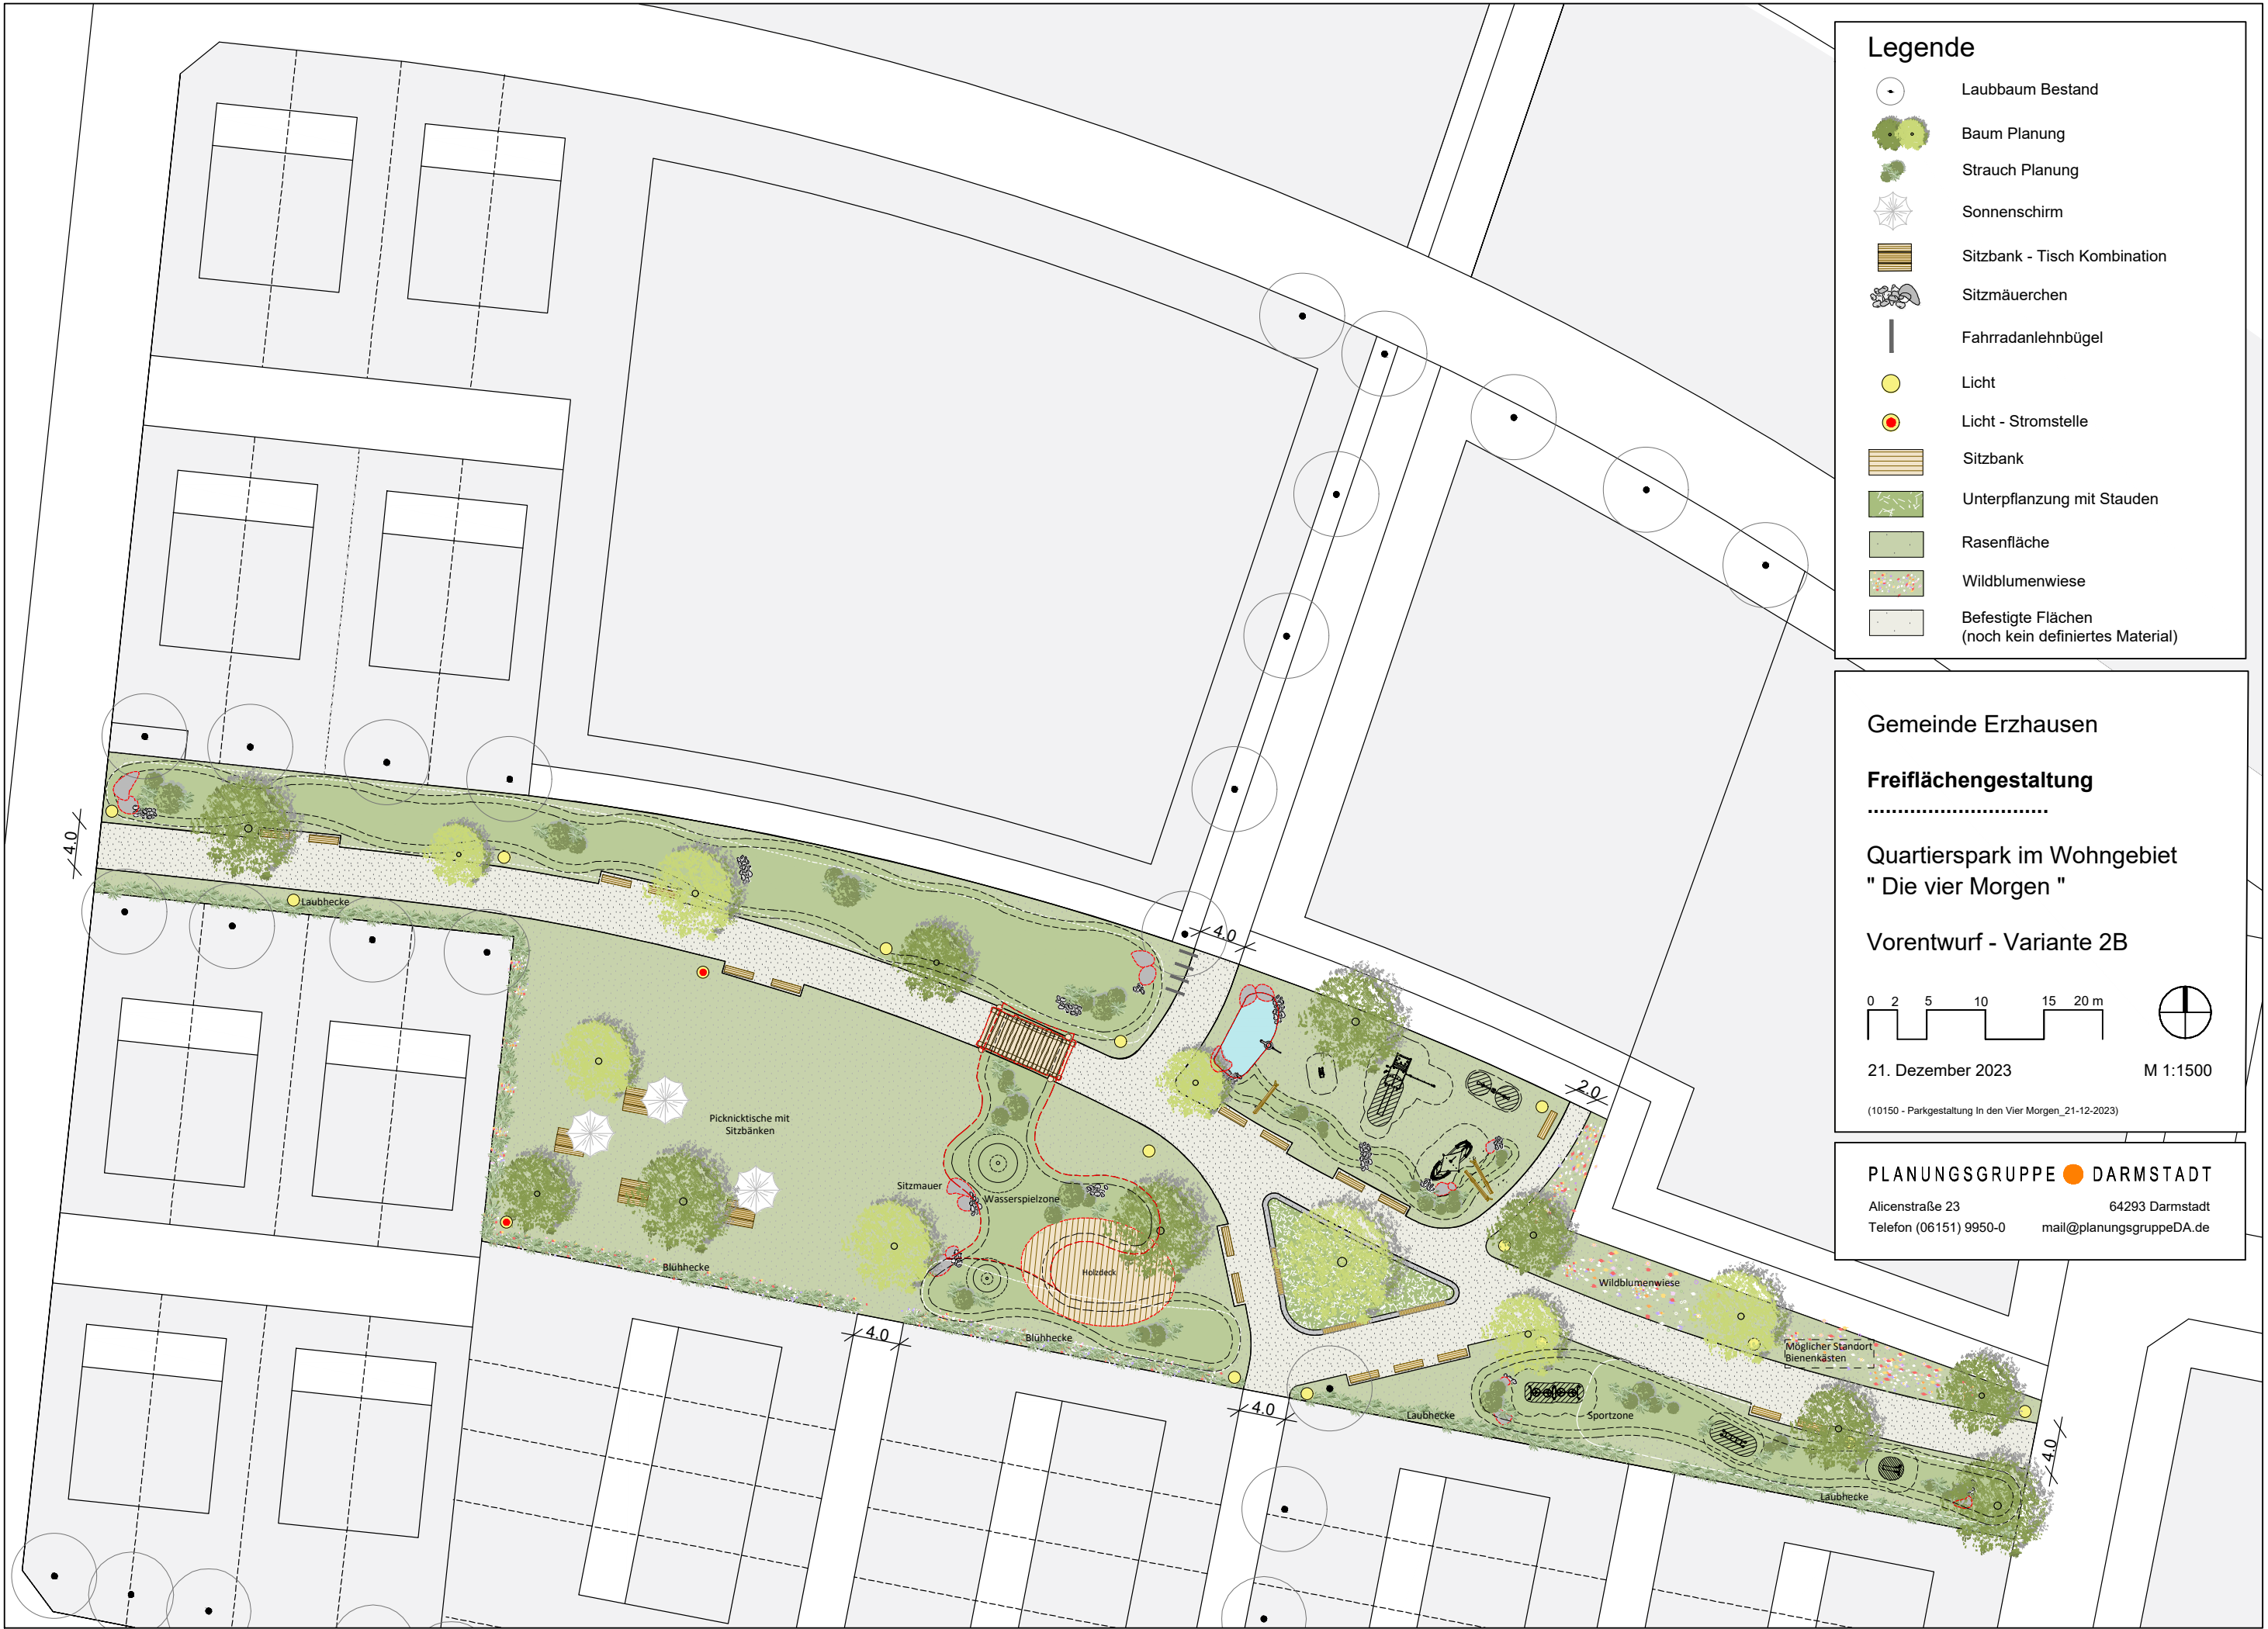 Legende
Laubbaum Bestand
Baum Planung
Strauch Planung
Sonnenschirm
Sitzbank - Tisch Kombination
Sitzmäuerchen
Fahrradanlehnbügel
Licht
Licht - Stromstelle
Sitzbank
Unterpflanzung mit Stauden
Rasenfläche
Wildblumenwiese
Befestigte Flächen
(noch kein definiertes Material)
Gemeinde Erzhausen
Freiflächengestaltung
..............................
Quartierspark im Wohngebiet
" Die vier Morgen "
Vorentwurf - Variante 2B
0 2 5 10 15 20 m
21. Dezember 2023 M 1:1500
(10150 - Parkgestaltung In den Vier Morgen_21-12-2023)
PLANUNGSGRUPPE DARMSTADT
Alicenstraße 23 64293 Darmstadt
Telefon (06151) 9950-0 mail@planungsgruppeDA.de
4.0
Laubhecke
4.0
2.0
Picknicktische mit
Sitzbänken
Sitzmauer
Wasserspielzone
Holzdeck
Blühhecke
Wildblumenwiese
4.0
Blühhecke
Möglicher Standort
Bienenkästen
4.0
Laubhecke
Sportzone
4.0
Laubhecke